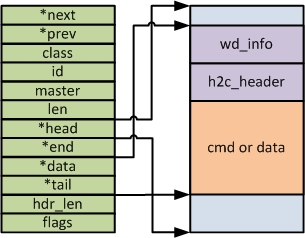 *next
*prev
class
id
master
len
*head
*end
*data
*tail
hdr_len
flags
wd_info
h2c_header
cmd or data